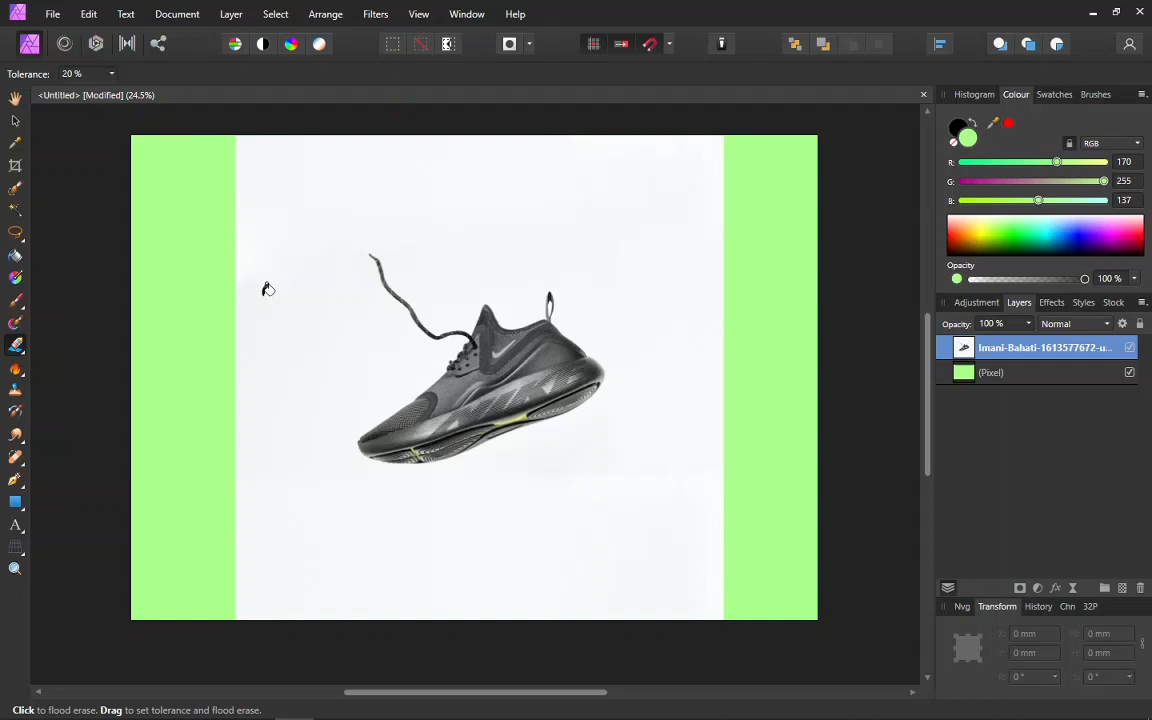 File Edit Text Document Layer Select Arrange Filters View Window Help
Tolerance: 20 %
<Untitled> [Modified] (24.5%)
Histogram Colour Swatches Brushes
RGB
R: 170
G: 255
B: 137
Opacity
100 %
Adjustment Layers Effects Styles Stock
Opacity: 100 % Normal
Imani-Bahati-1613577672-u...
(Pixel)
Nvg Transform History Chn 32P
X: 0 mm W: 0 mm
Y: 0 mm H: 0 mm
R: 0 ° S: 0 °
Click to flood erase. Drag to set tolerance and flood erase.